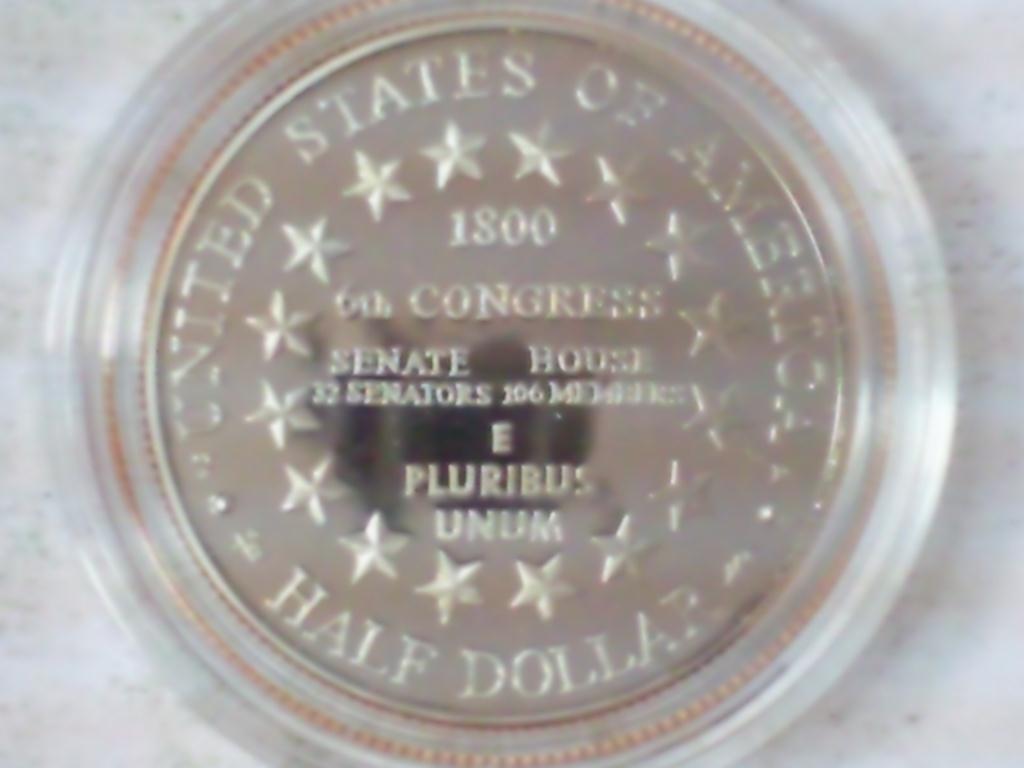 UNITED STATES OF AMERICA
1800
6th CONGRESS
SENATE HOUSE
32 SENATORS 106 MEMBERS
E
PLURIBUS
UNUM
HALF DOLLAR